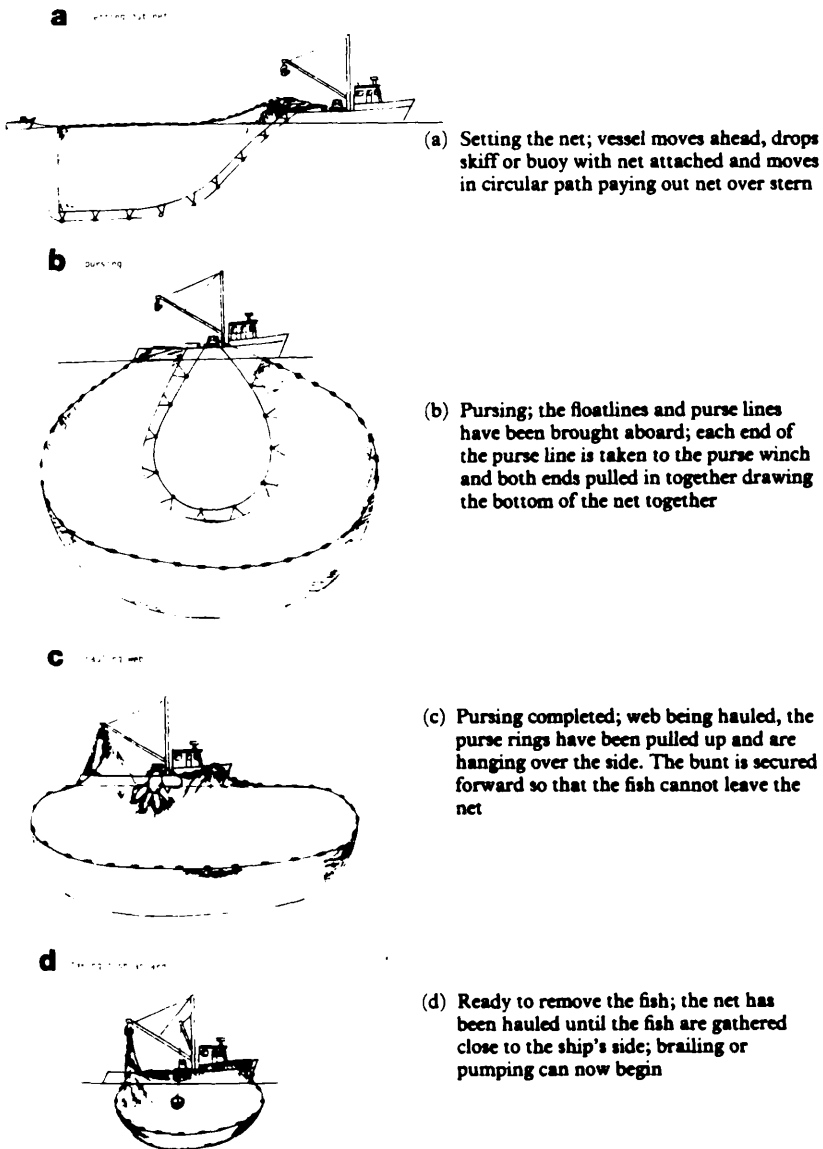 a
(a) Setting the net; vessel moves ahead, drops
skiff or buoy with net attached and moves
in circular path paying out net over stern
b pursing
(b) Pursing; the floatlines and purse lines
have been brought aboard; each end of
the purse line is taken to the purse winch
and both ends pulled in together drawing
the bottom of the net together
c
(c) Pursing completed; web being hauled, the
purse rings have been pulled up and are
hanging over the side. The bunt is secured
forward so that the fish cannot leave the
net
d
(d) Ready to remove the fish; the net has
been hauled until the fish are gathered
close to the ship's side; brailing or
pumping can now begin